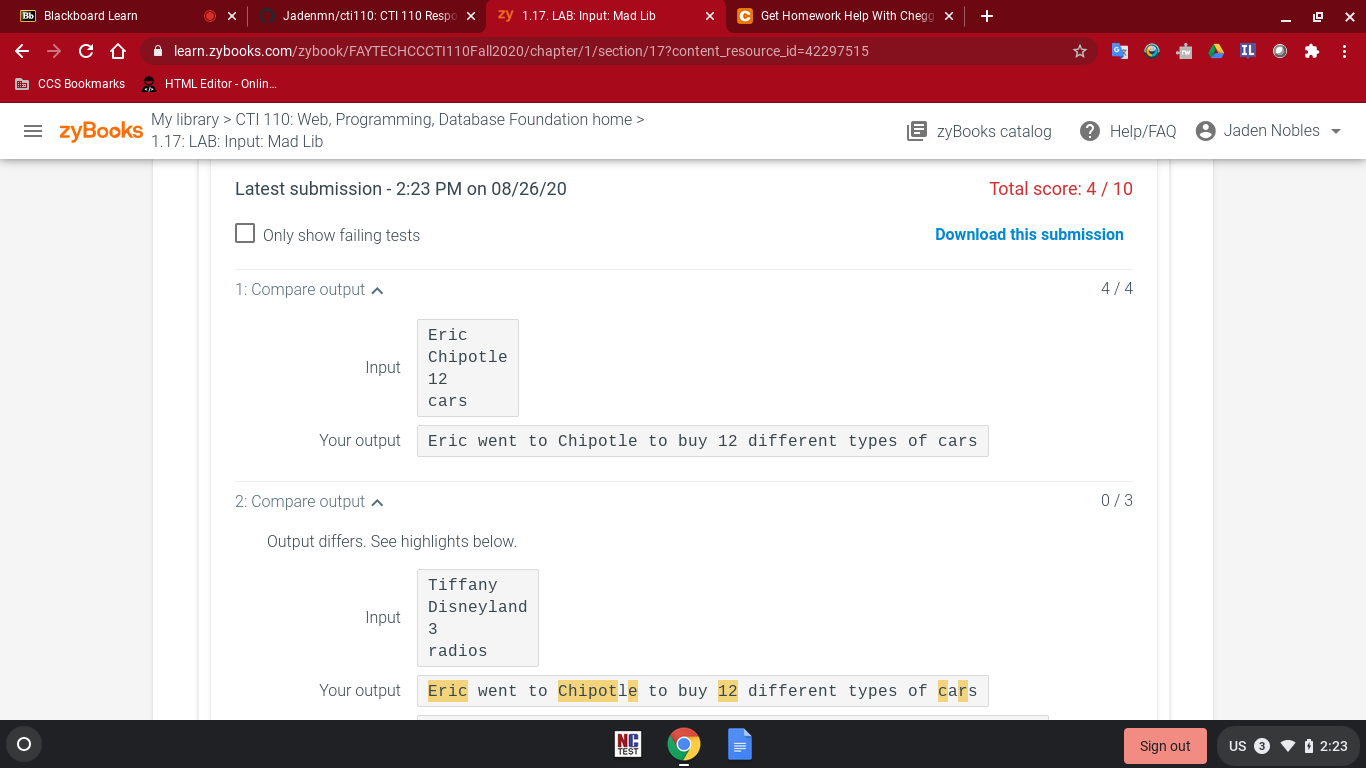 Blackboard Learn
Jadenmn/cti110: CTI 110 Respo
zy 1.17. LAB: Input: Mad Lib
Get Homework Help With Chegg
learn.zybooks.com/zybook/FAYTECHCCCTI110Fall2020/chapter/1/section/17?content_resource_id=42297515
CCS Bookmarks
HTML Editor - Onlin…
zyBooks
My library > CTI 110: Web, Programming, Database Foundation home >
1.17: LAB: Input: Mad Lib
zyBooks catalog
Help/FAQ
Jaden Nobles
Latest submission - 2:23 PM on 08/26/20
Total score: 4 / 10
Only show failing tests
Download this submission
1: Compare output
4 / 4
Input
Eric
Chipotle
12
cars
Your output
Eric went to Chipotle to buy 12 different types of cars
2: Compare output
0 / 3
Output differs. See highlights below.
Input
Tiffany
Disneyland
3
radios
Your output
Eric went to Chipotle to buy 12 different types of cars
NC
TEST
Sign out
US 3 2:23